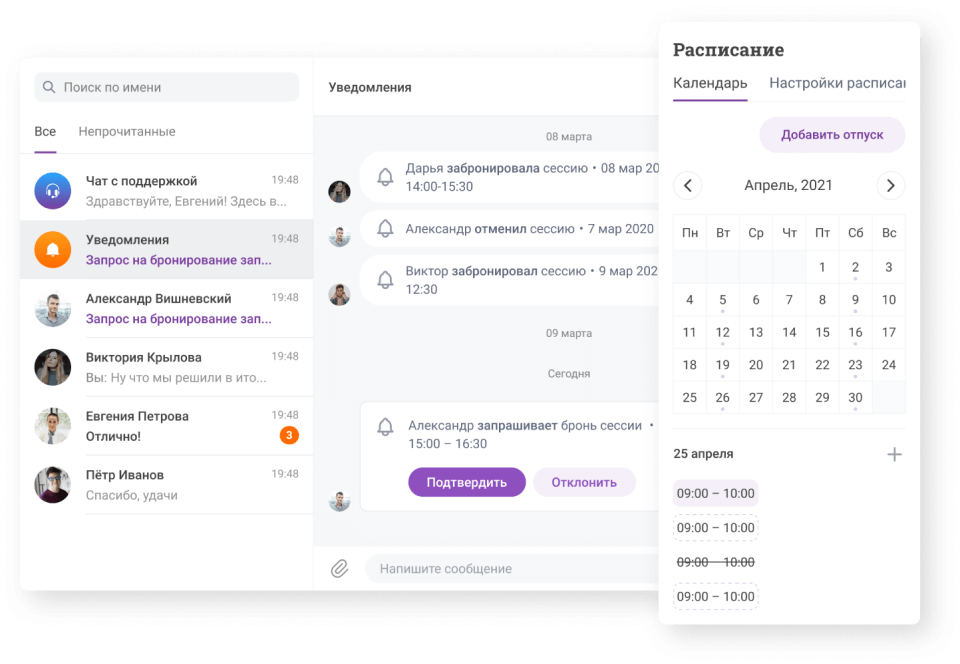 Поиск по имени
Все
Непрочитанные
Чат с поддержкой
19:48
Здравствуйте, Евгений! Здесь в...
Уведомления
19:48
Запрос на бронирование зап...
Александр Вишневский
19:48
Запрос на бронирование зап...
Виктория Крылова
19:48
Вы: Ну что мы решили в ито...
Евгения Петрова
19:48
Отлично!
3
Пётр Иванов
19:48
Спасибо, удачи
Уведомления
08 марта
Дарья забронировала сессию • 08 мар 20
14:00-15:30
Александр отменил сессию • 7 мар 2020
Виктор забронировал сессию • 9 мар 202
12:30
09 марта
Сегодня
Александр запрашивает бронь сессии •
15:00 – 16:30
Подтвердить
Отклонить
Напишите сообщение
Расписание
Календарь
Настройки расписан
Добавить отпуск
Апрель, 2021
Пн Вт Ср Чт Пт Сб Вс
1 2 3
4 5 6 7 8 9 10
11 12 13 14 15 16 17
18 19 20 21 22 23 24
25 26 27 28 29 30
25 апреля
09:00 – 10:00
09:00 – 10:00
09:00 – 10:00
09:00 – 10:00